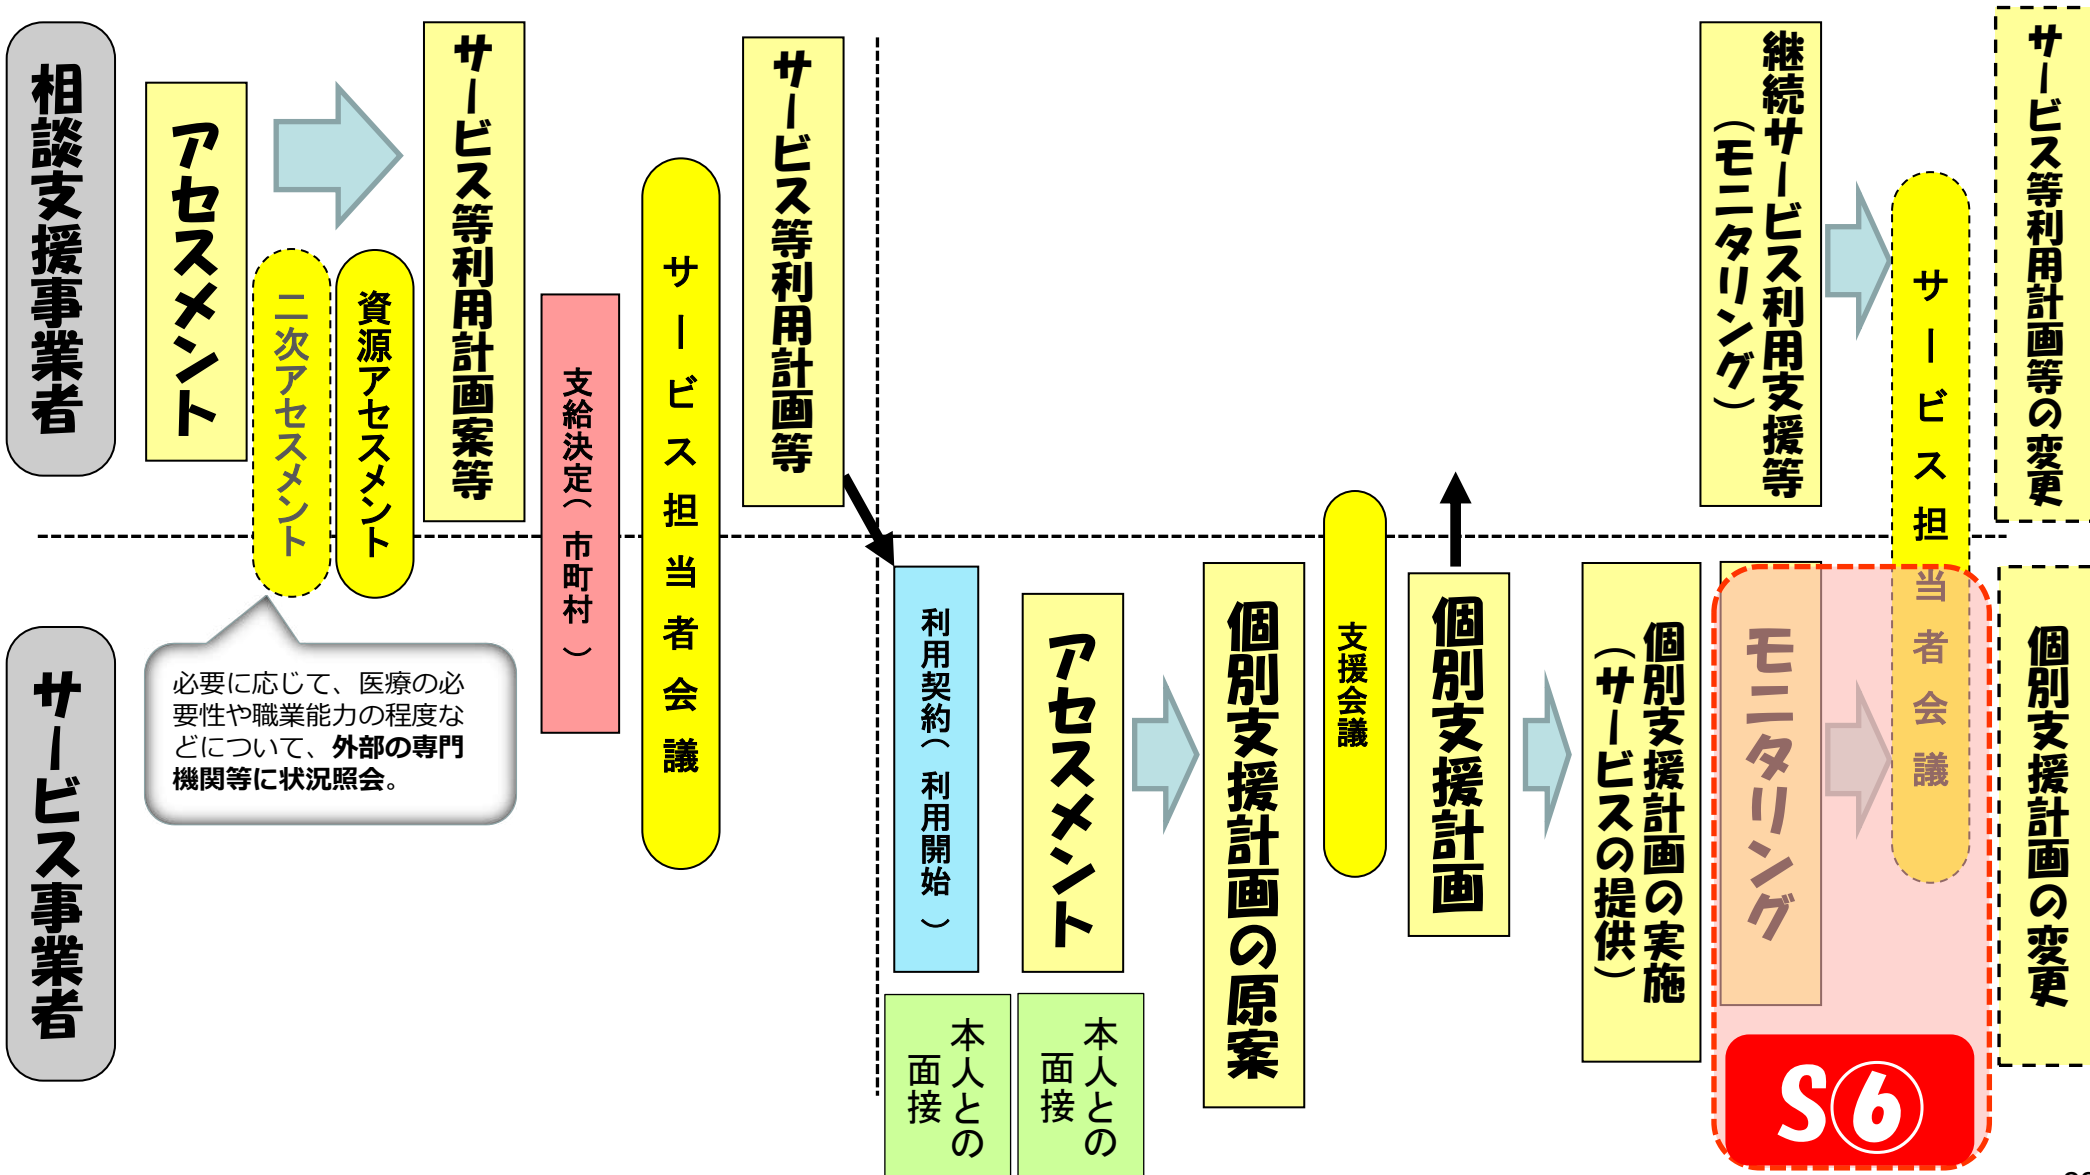 相談支援事業者
アセスメント
二次アセスメント
資源アセスメント
サービス等利用計画案等
支給決定(市町村)
サービス担当者会議
サービス等利用計画等
継続サービス利用支援等
(モニタリング)
サービス担当者会議
サービス等利用計画等の変更
サービス事業者
必要に応じて、医療の必
要性や職業能力の程度な
どについて、外部の専門
機関等に状況照会。
利用契約(利用開始)
本人との
面接
アセスメント
本人との
面接
個別支援計画の原案
支援会議
個別支援計画
個別支援計画の実施
(サービスの提供)
モニタリング
S⑥
個別支援計画の変更